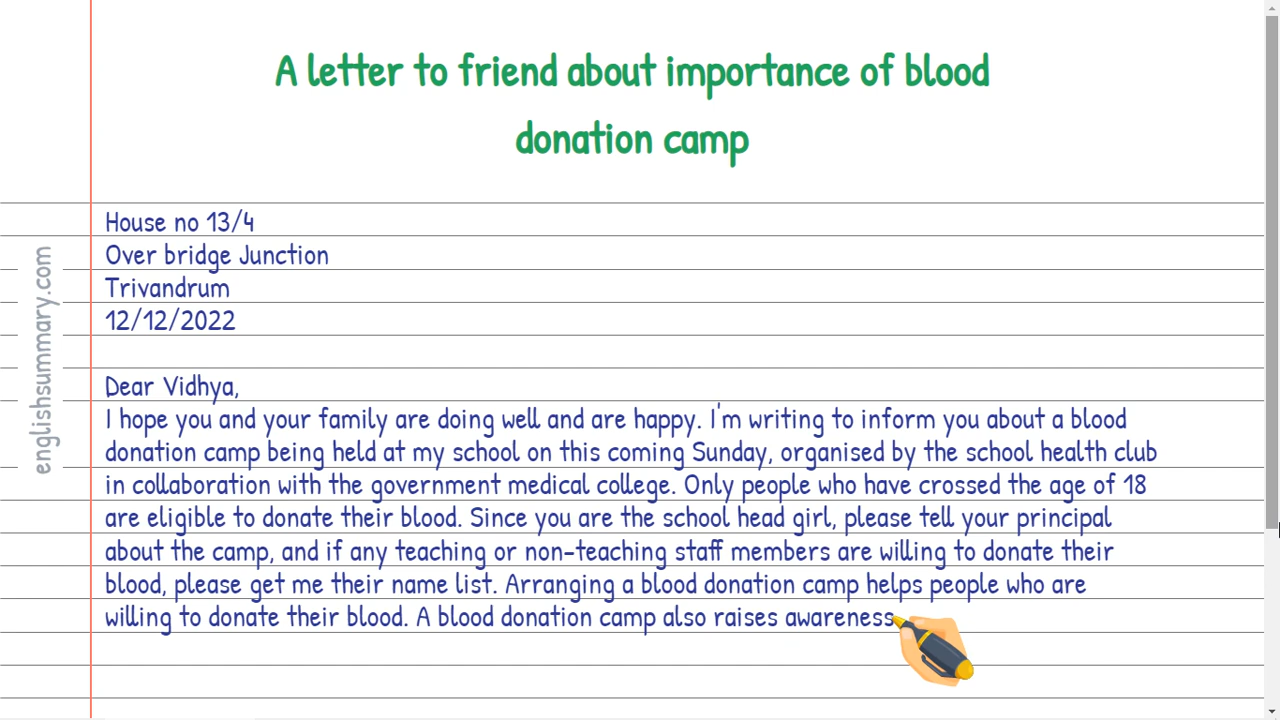 A letter to friend about importance of blood
donation camp
House no 13/4
Over bridge Junction
Trivandrum
12/12/2022
englishsummary.com
Dear Vidhya,
I hope you and your family are doing well and are happy. I'm writing to inform you about a blood
donation camp being held at my school on this coming Sunday, organised by the school health club
in collaboration with the government medical college. Only people who have crossed the age of 18
are eligible to donate their blood. Since you are the school head girl, please tell your principal
about the camp, and if any teaching or non-teaching staff members are willing to donate their
blood, please get me their name list. Arranging a blood donation camp helps people who are
willing to donate their blood. A blood donation camp also raises awareness